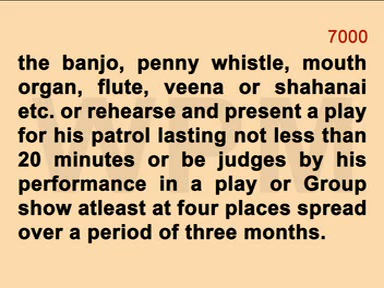 7000
the banjo, penny whistle, mouth
organ, flute, veena or shahanai
etc. or rehearse and present a play
for his patrol lasting not less than
20 minutes or be judges by his
performance in a play or Group
show atleast at four places spread
over a period of three months.
WPM